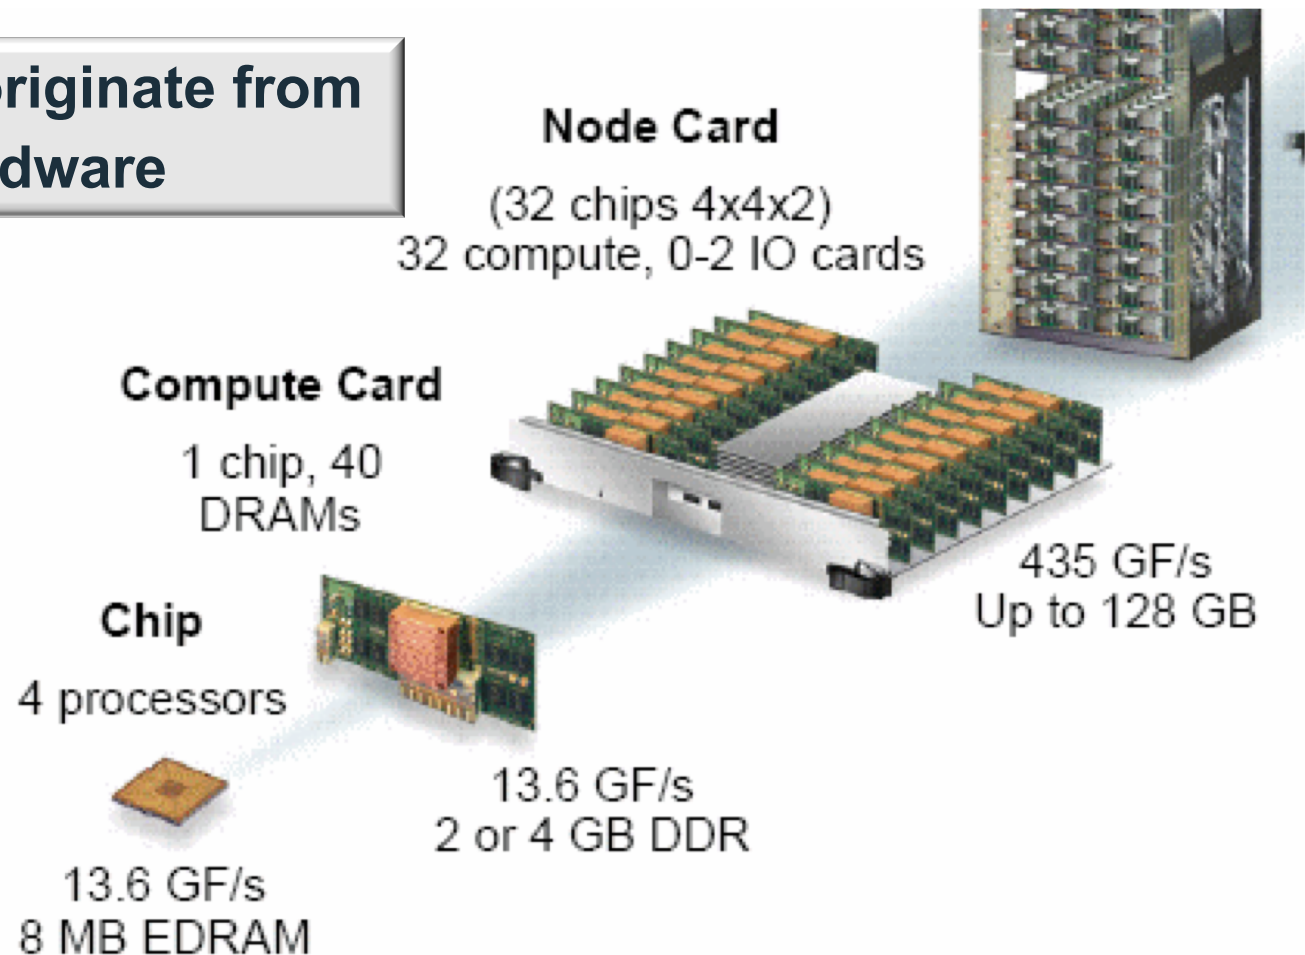 originate from
dware
Node Card
(32 chips 4x4x2)
32 compute, 0-2 IO cards
Compute Card
1 chip, 40
DRAMs
435 GF/s
Up to 128 GB
Chip
4 processors
13.6 GF/s
2 or 4 GB DDR
13.6 GF/s
8 MB EDRAM